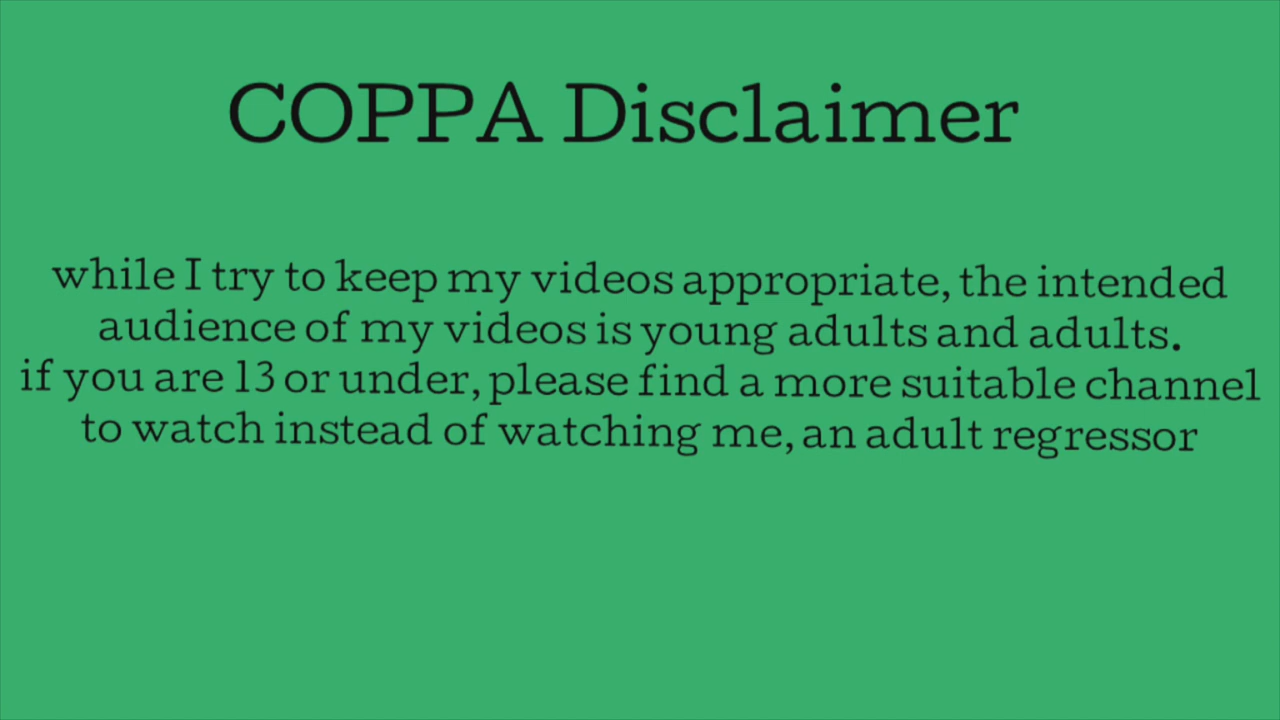 COPPA Disclaimer
while I try to keep my videos appropriate, the intended
audience of my videos is young adults and adults.
if you are 13 or under, please find a more suitable channel
to watch instead of watching me, an adult regressor